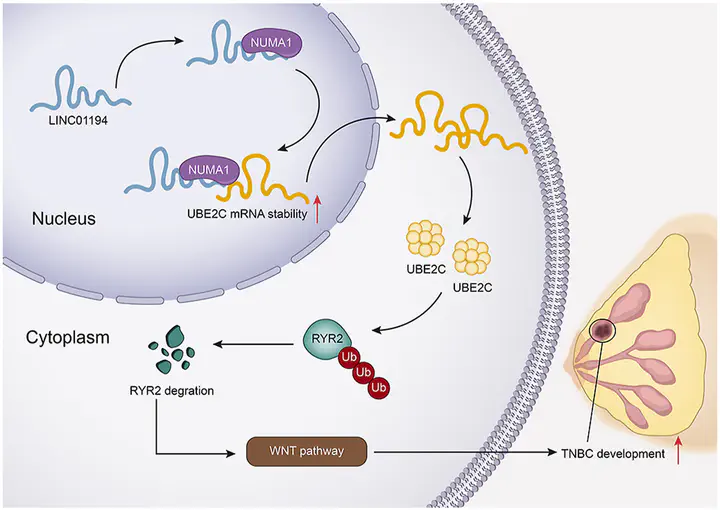 NUMA1
LINC01194
NUMA1
UBE2C mRNA stability
Nucleus
UBE2C
UBE2C
Cytoplasm
RYR2
Ub
Ub
Ub
RYR2 degration
WNT pathway
TNBC development